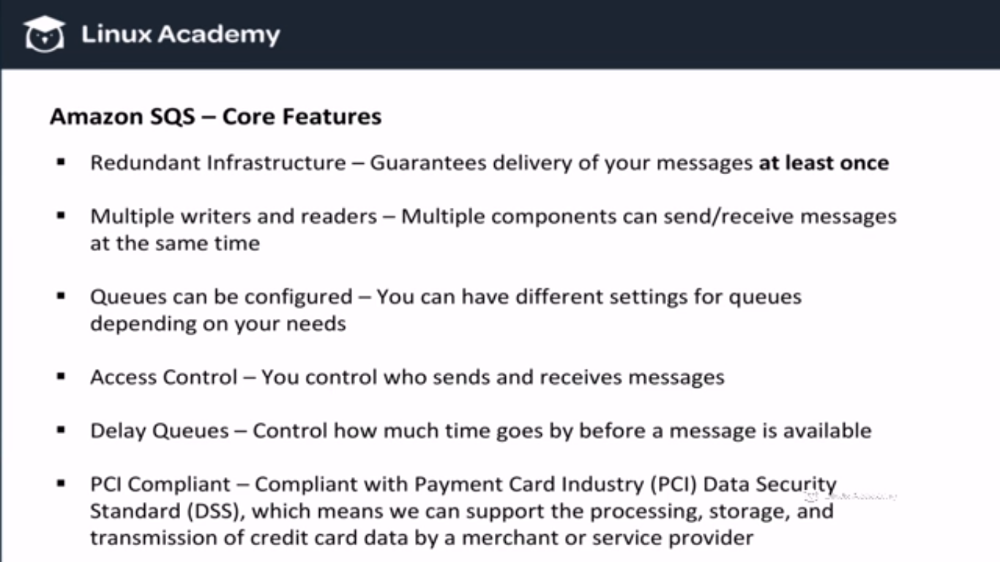 Linux Academy
Amazon SQS – Core Features
▪ Redundant Infrastructure – Guarantees delivery of your messages at least once
▪ Multiple writers and readers – Multiple components can send/receive messages
at the same time
▪ Queues can be configured – You can have different settings for queues
depending on your needs
▪ Access Control – You control who sends and receives messages
▪ Delay Queues – Control how much time goes by before a message is available
▪ PCI Compliant – Compliant with Payment Card Industry (PCI) Data Security
Standard (DSS), which means we can support the processing, storage, and
transmission of credit card data by a merchant or service provider